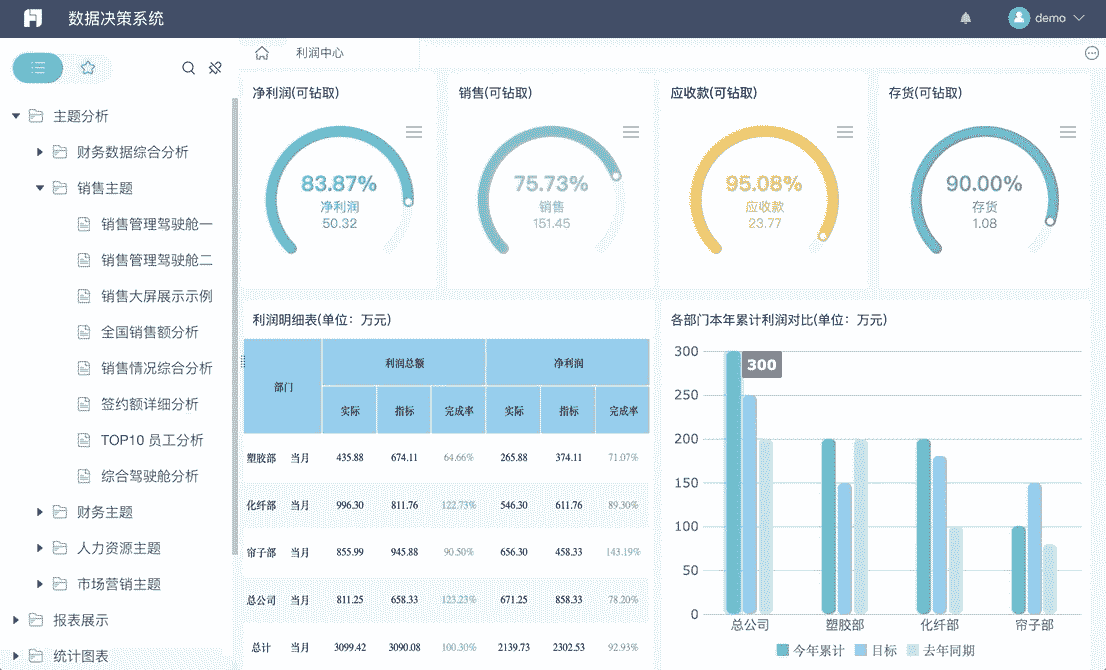 数据决策系统
demo
利润中心
主题分析
财务数据综合分析
销售主题
销售管理驾驶舱一
销售管理驾驶舱二
销售大屏展示示例
全国销售额分析
销售情况综合分析
签约额详细分析
TOP10 员工分析
综合驾驶舱分析
财务主题
人力资源主题
市场营销主题
报表展示
统计图表
净利润(可钻取)
83.87%
净利润
50.32
销售(可钻取)
75.73%
销售
151.45
应收款(可钻取)
95.08%
应收款
23.77
存货(可钻取)
90.00%
存货
1.08
利润明细表(单位：万元)
部门 利润总额 净利润
实际 指标 完成率 实际 指标 完成率
塑胶部 当月 435.88 674.11 64.66% 265.88 374.11 71.07%
化纤部 当月 996.30 811.76 122.73% 546.30 611.76 89.30%
帘子部 当月 855.99 945.88 90.50% 656.30 458.33 143.19%
总公司 当月 811.25 658.33 123.23% 671.25 858.33 78.20%
总计 当月 3099.42 3090.08 100.30% 2139.73 2302.53 92.93%
各部门本年累计利润对比(单位：万元)
300
300
250
200
150
100
50
0
总公司 塑胶部 化纤部 帘子部
今年累计 目标 去年同期